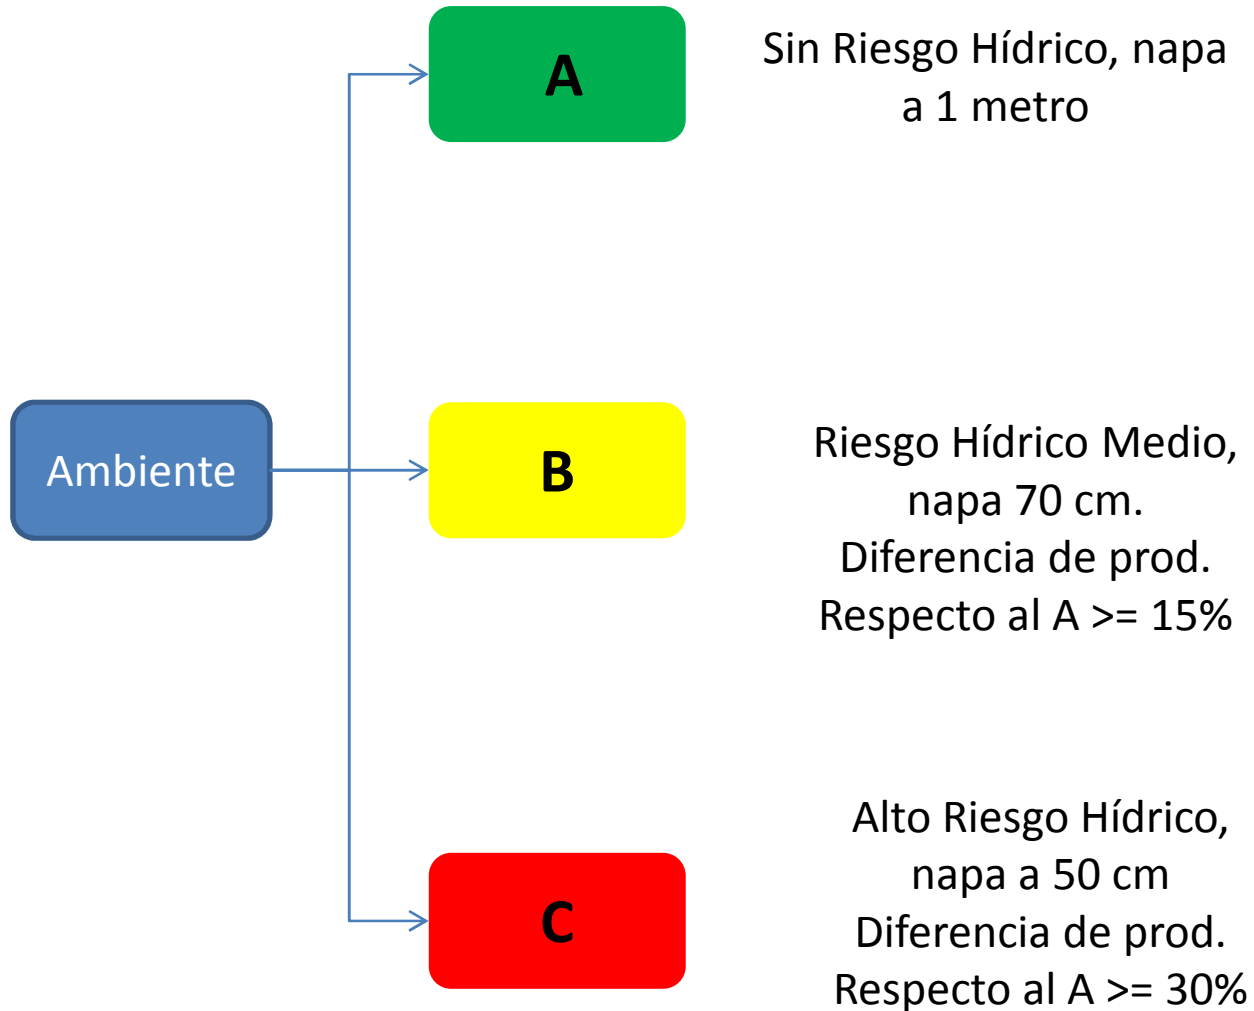 A
Sin Riesgo Hídrico, napa
a 1 metro
Ambiente
B
Riesgo Hídrico Medio,
napa 70 cm.
Diferencia de prod.
Respecto al A >= 15%
C
Alto Riesgo Hídrico,
napa a 50 cm
Diferencia de prod.
Respecto al A >= 30%